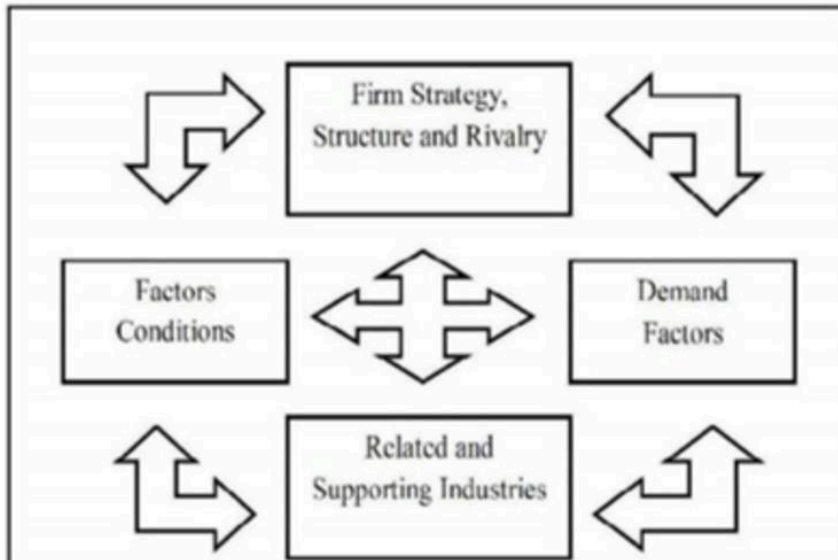 Firm Strategy,
Structure and Rivalry
Factors
Conditions
Demand
Factors
Related and
Supporting Industries